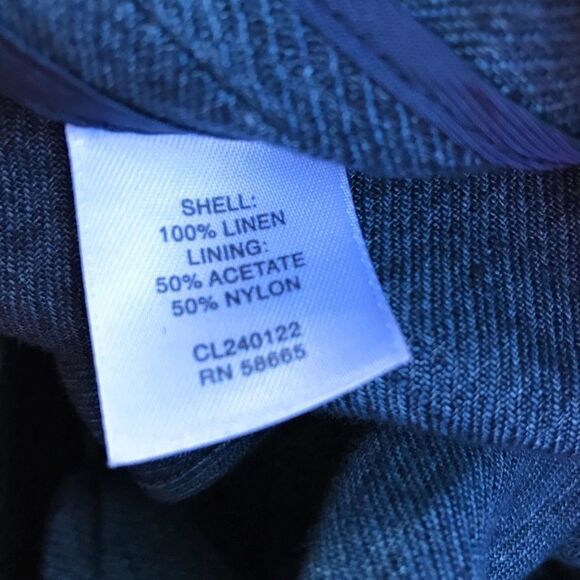 SHELL:
100% LINEN
LINING:
50% ACETATE
50% NYLON
CL240122
RN 58665